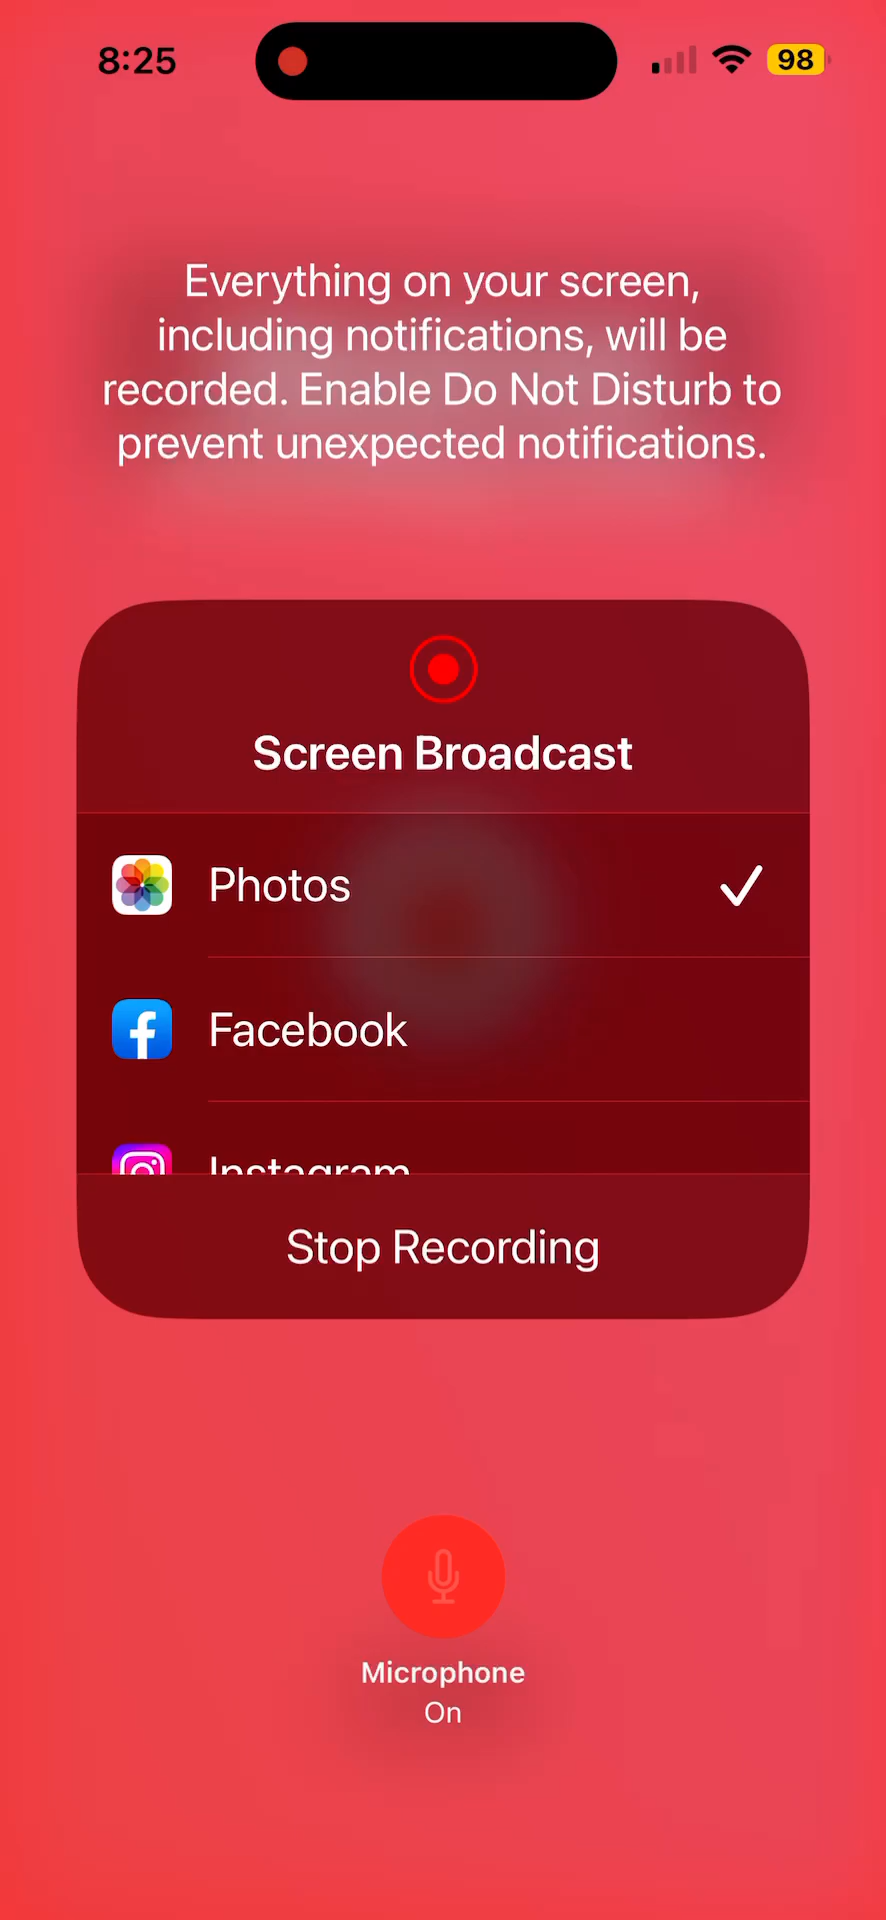 8:25
98
Everything on your screen,
including notifications, will be
recorded. Enable Do Not Disturb to
prevent unexpected notifications.
Screen Broadcast
Photos
Facebook
Instagram
Stop Recording
Microphone
On